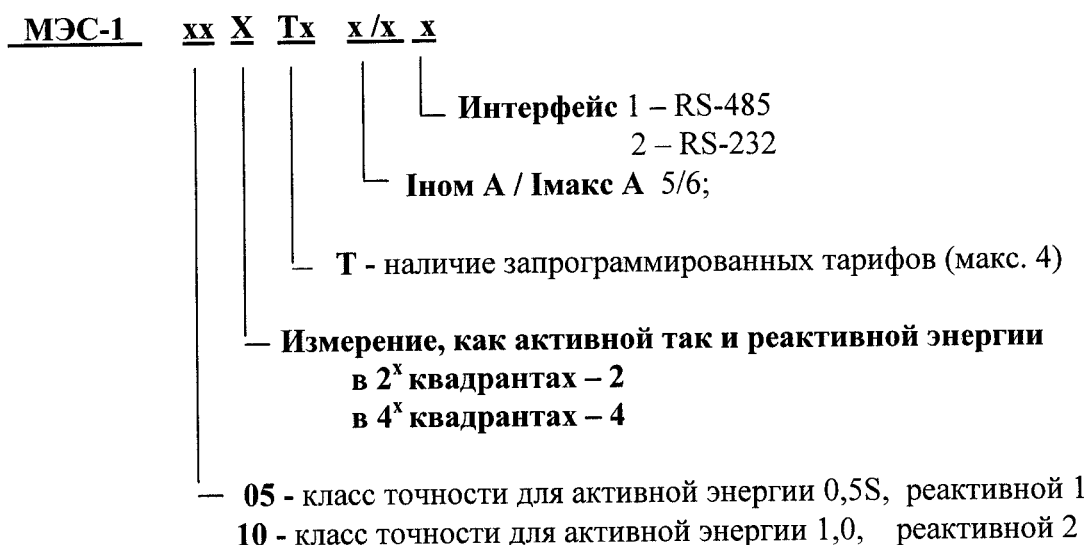 МЭС-1 xx X Tx x /x x
Интерфейс 1 – RS-485
2 – RS-232
Iном А / Iмакс А 5/6;
Т - наличие запрограммированных тарифов (макс. 4)
Измерение, как активной так и реактивной энергии
в 2х квадрантах – 2
в 4х квадрантах – 4
05 - класс точности для активной энергии 0,5S, реактивной 1
10 - класс точности для активной энергии 1,0, реактивной 2